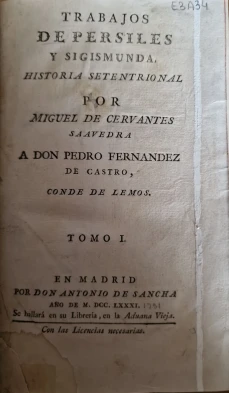 E3A34
TRABAJOS
DE PERSILES
Y SIGISMUNDA.
HISTORIA SETENTRIONAL
POR
MIGUEL DE CERVANTES
SAAVEDRA
A DON PEDRO FERNANDEZ
DE CASTRO,
CONDE DE LEMOS.
TOMO I.
EN MADRID
POR DON ANTONIO DE SANCHA
AÑO DE M. DCC. LXXXI. 1781
Se hallará en su Librería, en la Aduana Vieja.
Con las Licencias necesarias.